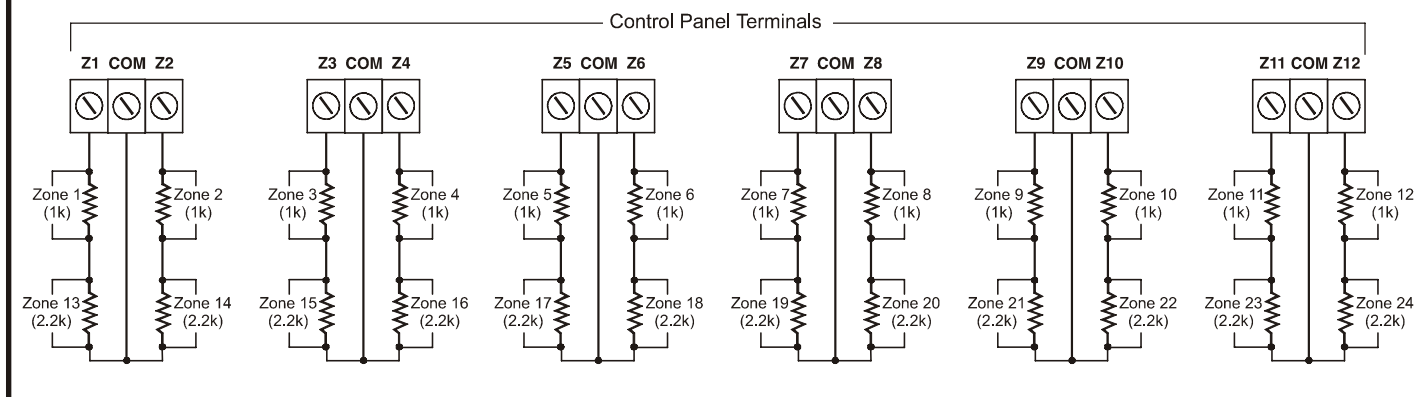 Control Panel Terminals
Z1 COM Z2
Z3 COM Z4
Z5 COM Z6
Z7 COM Z8
Z9 COM Z10
Z11 COM Z12
Zone 1
(1k)
Zone 2
(1k)
Zone 3
(1k)
Zone 4
(1k)
Zone 5
(1k)
Zone 6
(1k)
Zone 7
(1k)
Zone 8
(1k)
Zone 9
(1k)
Zone 10
(1k)
Zone 11
(1k)
Zone 12
(1k)
Zone 13
(2.2k)
Zone 14
(2.2k)
Zone 15
(2.2k)
Zone 16
(2.2k)
Zone 17
(2.2k)
Zone 18
(2.2k)
Zone 19
(2.2k)
Zone 20
(2.2k)
Zone 21
(2.2k)
Zone 22
(2.2k)
Zone 23
(2.2k)
Zone 24
(2.2k)